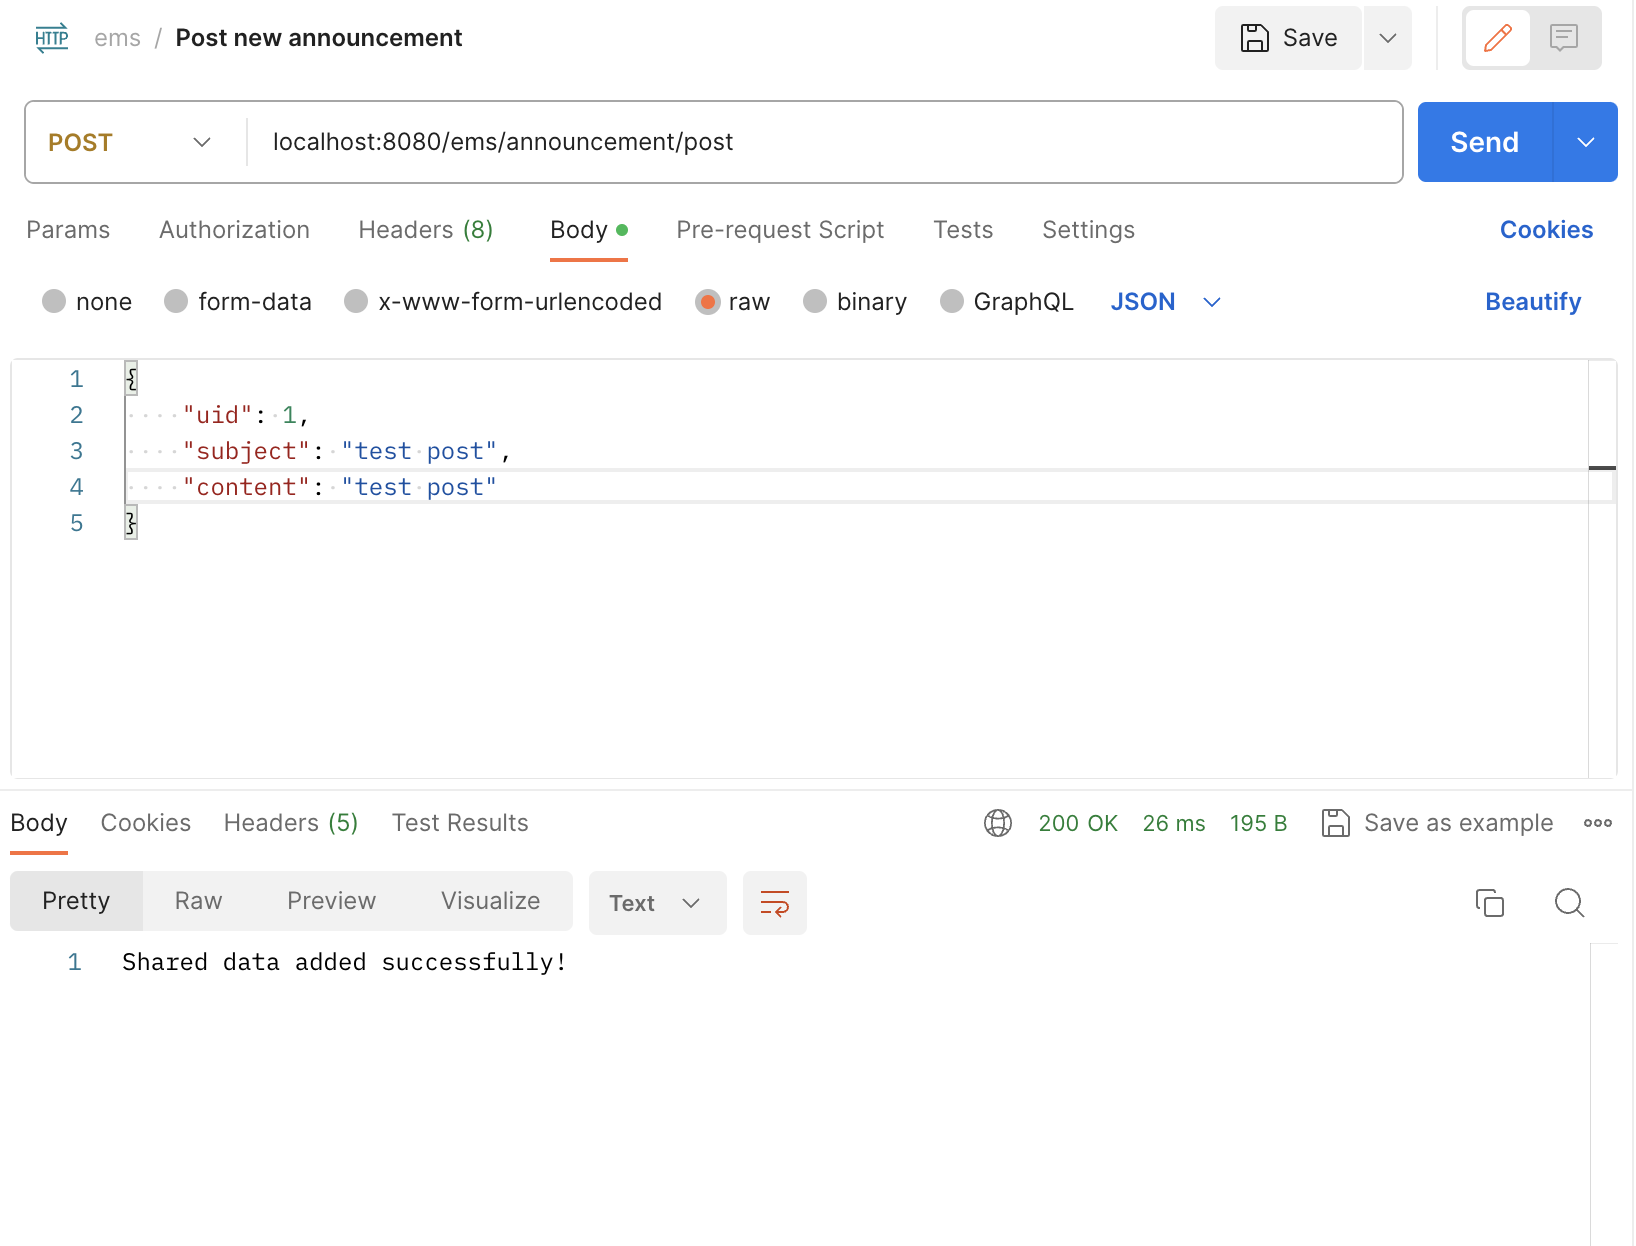 HTTP ems / Post new announcement Save
POST localhost:8080/ems/announcement/post Send
Params Authorization Headers (8) Body Pre-request Script Tests Settings Cookies
none form-data x-www-form-urlencoded raw binary GraphQL JSON Beautify
1 {
2 "uid": 1,
3 "subject": "test post",
4 "content": "test post"
5 }
Body Cookies Headers (5) Test Results 200 OK 26 ms 195 B Save as example
Pretty Raw Preview Visualize Text
1 Shared data added successfully!